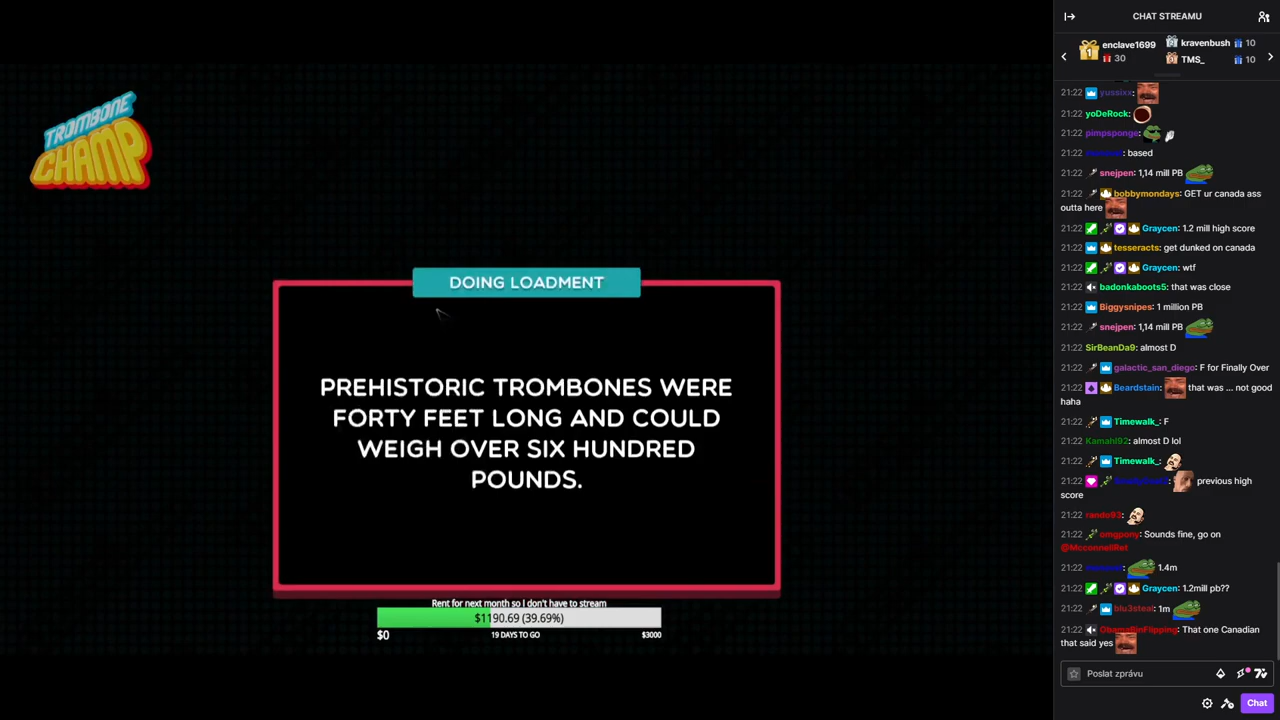 TROMBONE
CHAMP
DOING LOADMENT
PREHISTORIC TROMBONES WERE
FORTY FEET LONG AND COULD
WEIGH OVER SIX HUNDRED
POUNDS.
Rent for next month so I don't have to stream
$1190.69 (39.69%)
$0
19 DAYS TO GO
$3000
CHAT STREAMU
enclave1699
30
kravenbush 10
TMS_ 10
21:22 yussixx:
21:22 yoDeRock:
21:22 pimpsponge:
21:22 : based
21:22 snejpen: 1,14 mill PB
21:22 bobbymondays: GET ur canada ass
outta here
21:22 Graycen: 1.2 mill high score
21:22 tesseracts: get dunked on canada
21:22 Graycen: wtf
21:22 badonkaboots5: that was close
21:22 Biggysnipes: 1 million PB
21:22 snejpen: 1,14 mill PB
21:22 SirBeanDa9: almost D
21:22 galactic_san_diego: F for Finally Over
21:22 Beardstain: that was ... not good
haha
21:22 Timewalk_: F
21:22 Kamahl92: almost D lol
21:22 Timewalk_:
21:22 : previous high
score
21:22 rando93:
21:22 omgpony: Sounds fine, go on
@McconnellRet
21:22 : 1.4m
21:22 Graycen: 1.2mill pb??
21:22 blu3steal: 1m
21:22 : That one Canadian
that said yes
Poslat zprávu
Chat